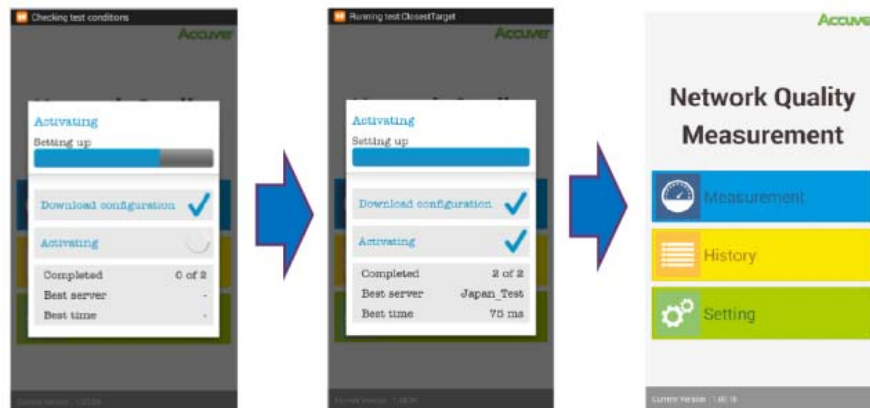 Checking test conditions
Accuver
Activating
Setting up
Download configuration
Activating
Completed 0 of 2
Best server -
Best time -
Running test:ClosestTarget
Accuver
Activating
Setting up
Download configuration
Activating
Completed 2 of 2
Best server Japan_Test
Best time 75 ms
Accuver
Network Quality
Measurement
Measurement
History
Setting
Current Version